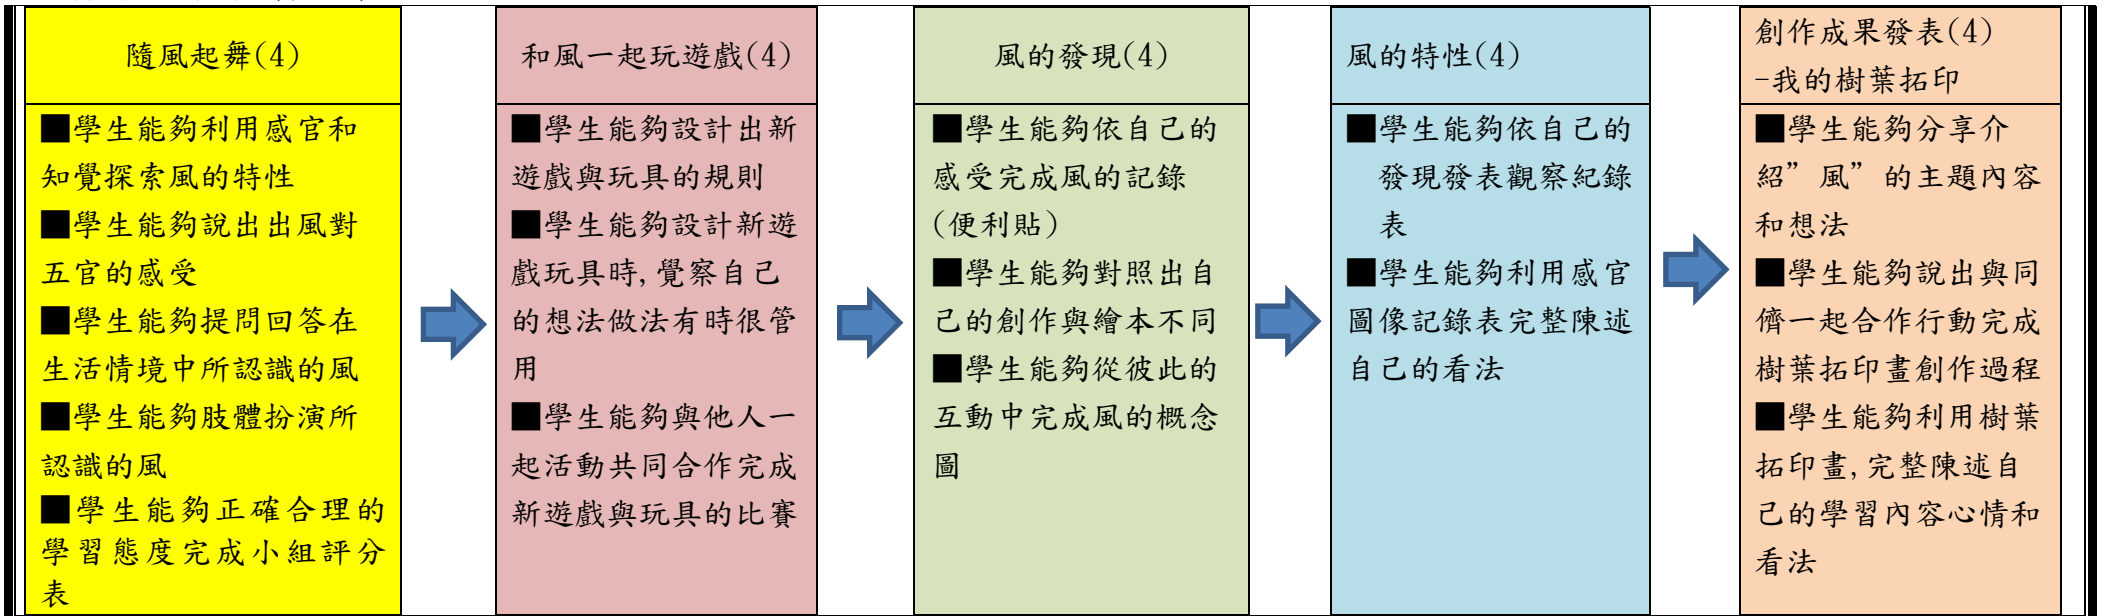 隨風起舞(4)
■學生能夠利用感官和
知覺探索風的特性
■學生能夠說出出風對
五官的感受
■學生能夠提問回答在
生活情境中所認識的風
■學生能夠肢體扮演所
認識的風
■學生能夠正確合理的
學習態度完成小組評分
表
和風一起玩遊戲(4)
■學生能夠設計出新
遊戲與玩具的規則
■學生能夠設計新遊
戲玩具時,覺察自己
的想法做法有時很管
用
■學生能夠與他人一
起活動共同合作完成
新遊戲與玩具的比賽
風的發現(4)
■學生能夠依自己的
感受完成風的記錄
(便利貼)
■學生能夠對照出自
己的創作與繪本不同
■學生能夠從彼此的
互動中完成風的概念
圖
風的特性(4)
■學生能夠依自己的
發現發表觀察紀錄
表
■學生能夠利用感官
圖像記錄表完整陳述
自己的看法
創作成果發表(4)
-我的樹葉拓印
■學生能夠分享介
紹”風”的主題內容
和想法
■學生能夠說出與同
儕一起合作行動完成
樹葉拓印畫創作過程
■學生能夠利用樹葉
拓印畫,完整陳述自
己的學習內容心情和
看法